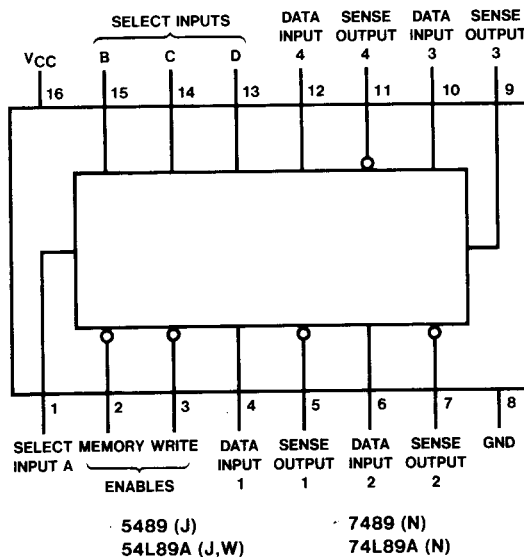 SELECT INPUTS
DATA INPUT 4
SENSE OUTPUT 4
DATA INPUT 3
SENSE OUTPUT 3
VCC
B
C
D
16
15
14
13
12
11
10
9
1
2
3
4
5
6
7
8
SELECT INPUT A
MEMORY WRITE
ENABLES
DATA INPUT 1
SENSE OUTPUT 1
DATA INPUT 2
SENSE OUTPUT 2
GND
5489 (J)
7489 (N)
54L89A (J,W)
74L89A (N)